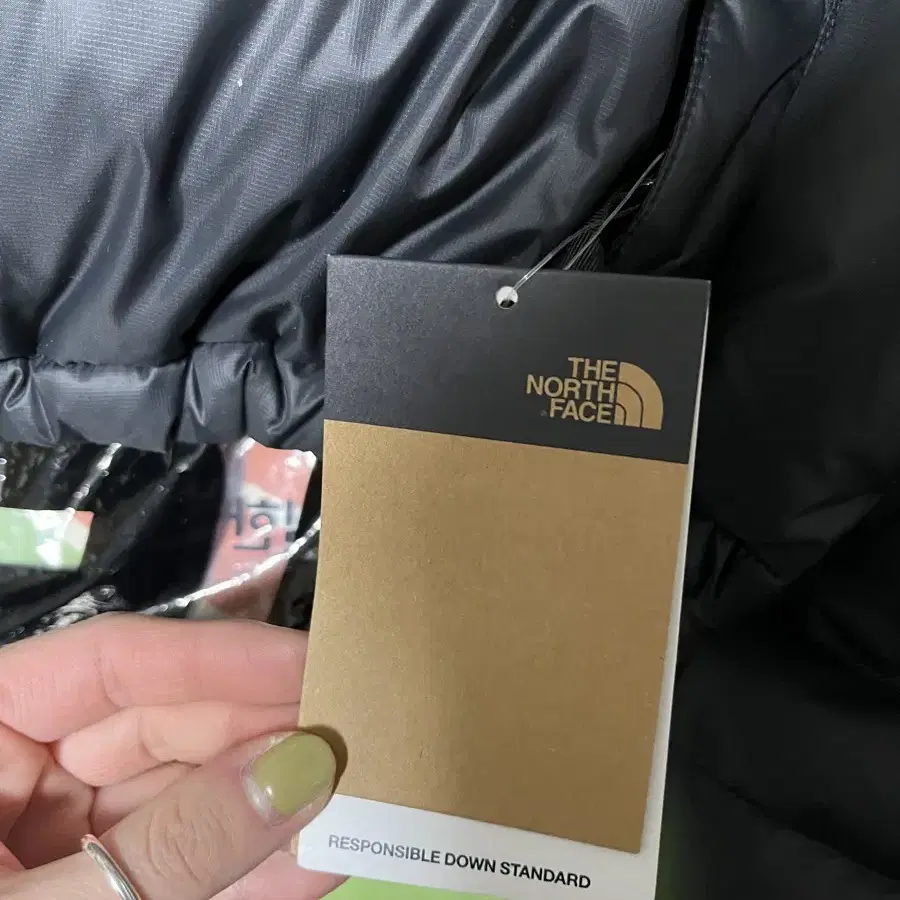 THE
NORTH
FACE
RESPONSIBLE DOWN STANDARD